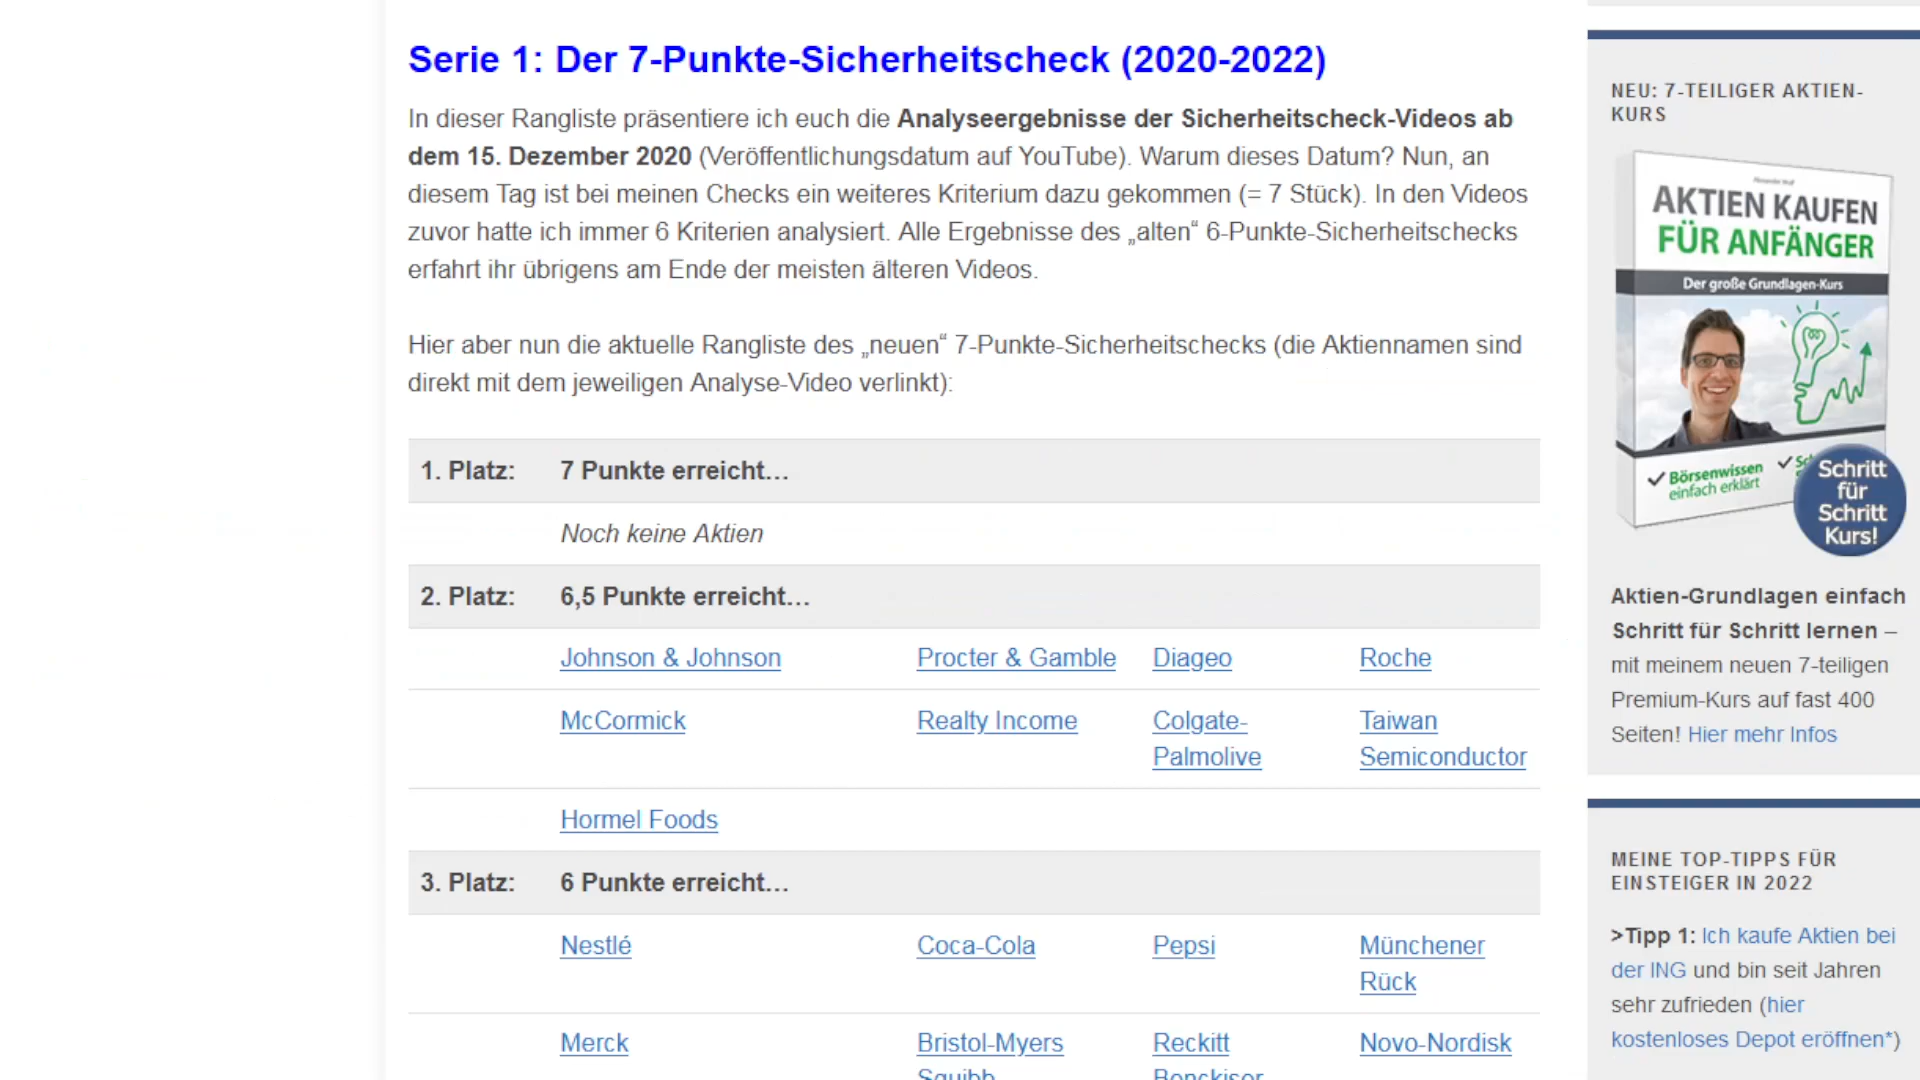 Serie 1: Der 7-Punkte-Sicherheitscheck (2020-2022)
In dieser Rangliste präsentiere ich euch die Analyseergebnisse der Sicherheitscheck-Videos ab
dem 15. Dezember 2020 (Veröffentlichungsdatum auf YouTube). Warum dieses Datum? Nun, an
diesem Tag ist bei meinen Checks ein weiteres Kriterium dazu gekommen (= 7 Stück). In den Videos
zuvor hatte ich immer 6 Kriterien analysiert. Alle Ergebnisse des „alten“ 6-Punkte-Sicherheitschecks
erfahrt ihr übrigens am Ende der meisten älteren Videos.
Hier aber nun die aktuelle Rangliste des „neuen“ 7-Punkte-Sicherheitschecks (die Aktiennamen sind
direkt mit dem jeweiligen Analyse-Video verlinkt):
1. Platz: 7 Punkte erreicht…
Noch keine Aktien
2. Platz: 6,5 Punkte erreicht…
Johnson & Johnson Procter & Gamble Diageo Roche
McCormick Realty Income Colgate- Taiwan
Palmolive Semiconductor
Hormel Foods
3. Platz: 6 Punkte erreicht…
Nestlé Coca-Cola Pepsi Münchener
Rück
Merck Bristol-Myers Reckitt Novo-Nordisk
Squibb Benckiser
NEU: 7-TEILIGER AKTIEN-
KURS
AKTIEN KAUFEN
FÜR ANFÄNGER
Der große Grundlagen-Kurs
Börsenwissen
einfach erklärt
Schritt
für
Schritt
Kurs!
Aktien-Grundlagen einfach
Schritt für Schritt lernen –
mit meinem neuen 7-teiligen
Premium-Kurs auf fast 400
Seiten! Hier mehr Infos
MEINE TOP-TIPPS FÜR
EINSTEIGER IN 2022
>Tipp 1: Ich kaufe Aktien bei
der ING und bin seit Jahren
sehr zufrieden (hier
kostenloses Depot eröffnen*)